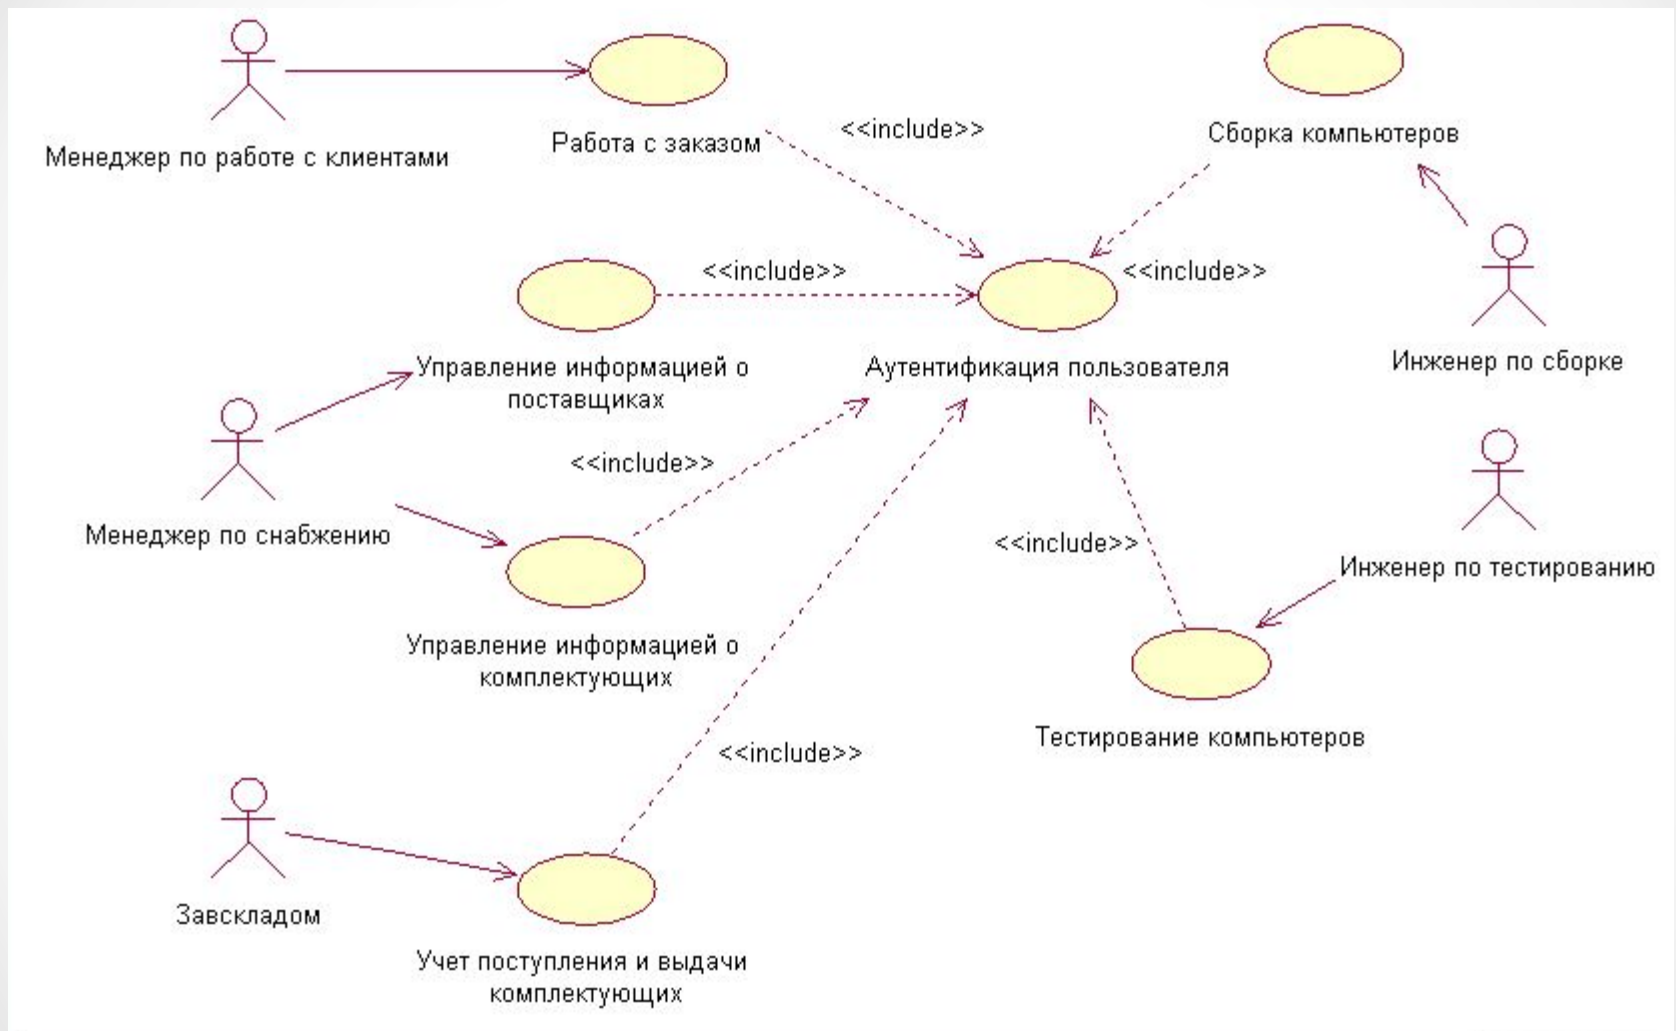 Менеджер по работе с клиентами
Работа с заказом
<<include>>
Сборка компьютеров
<<include>>
<<include>>
Управление информацией о
поставщиках
Аутентификация пользователя
Инженер по сборке
<<include>>
Менеджер по снабжению
<<include>>
Инженер по тестированию
Управление информацией о
комплектующих
Тестирование компьютеров
<<include>>
Завскладом
Учет поступления и выдачи
комплектующих